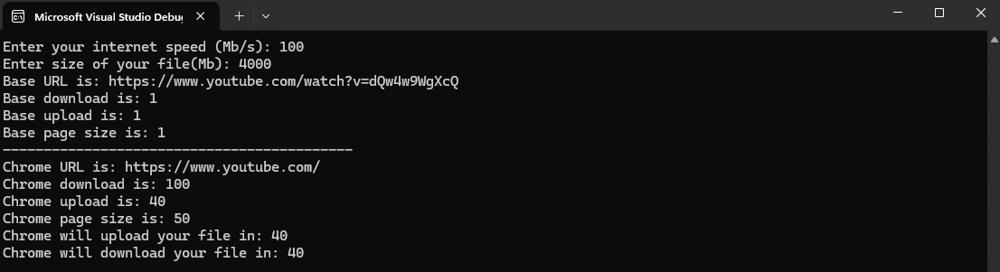 Microsoft Visual Studio Debug
Enter your internet speed (Mb/s): 100
Enter size of your file(Mb): 4000
Base URL is: https://www.youtube.com/watch?v=dQw4w9WgXcQ
Base download is: 1
Base upload is: 1
Base page size is: 1
-------------------------------------------
Chrome URL is: https://www.youtube.com/
Chrome download is: 100
Chrome upload is: 40
Chrome page size is: 50
Chrome will upload your file in: 40
Chrome will download your file in: 40